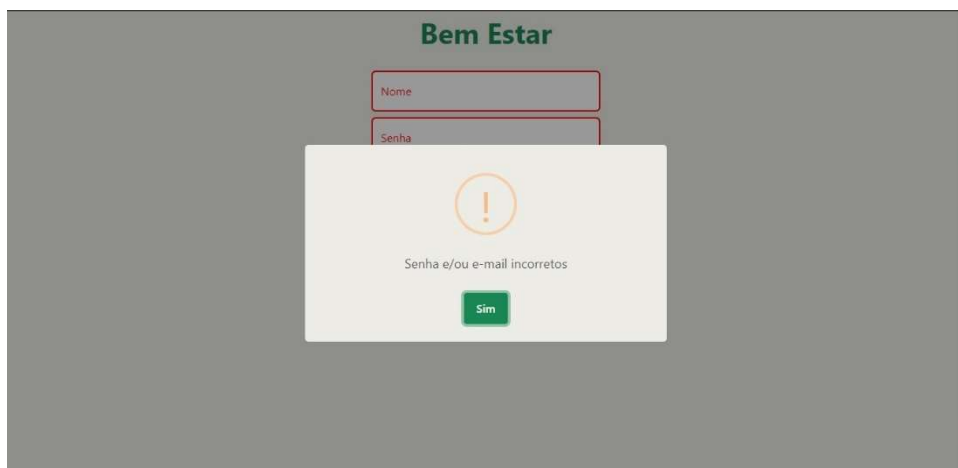 Bem Estar
Nome
Senha
!
Senha e/ou e-mail incorretos
Sim